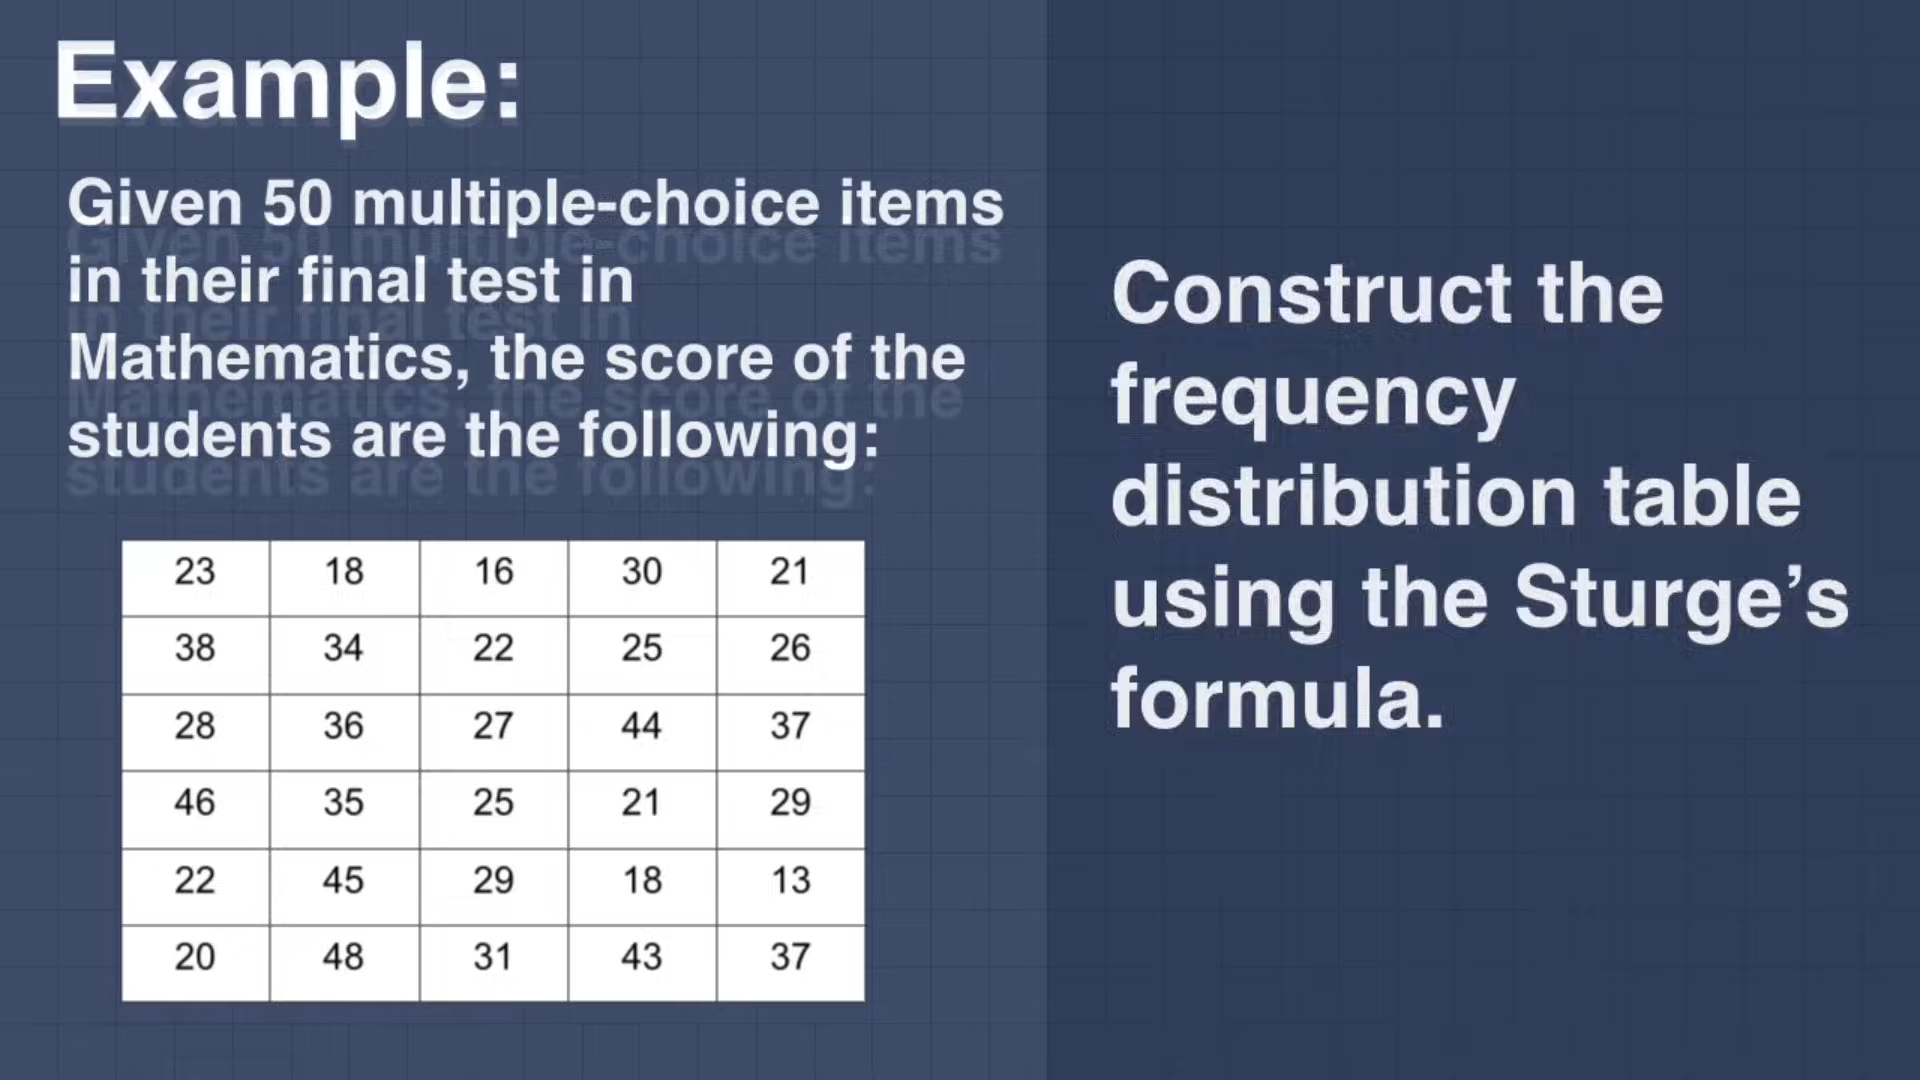 Example:
Given 50 multiple-choice items
in their final test in
Mathematics, the score of the
students are the following:
23 18 16 30 21
38 34 22 25 26
28 36 27 44 37
46 35 25 21 29
22 45 29 18 13
20 48 31 43 37
Construct the
frequency
distribution table
using the Sturge’s
formula.